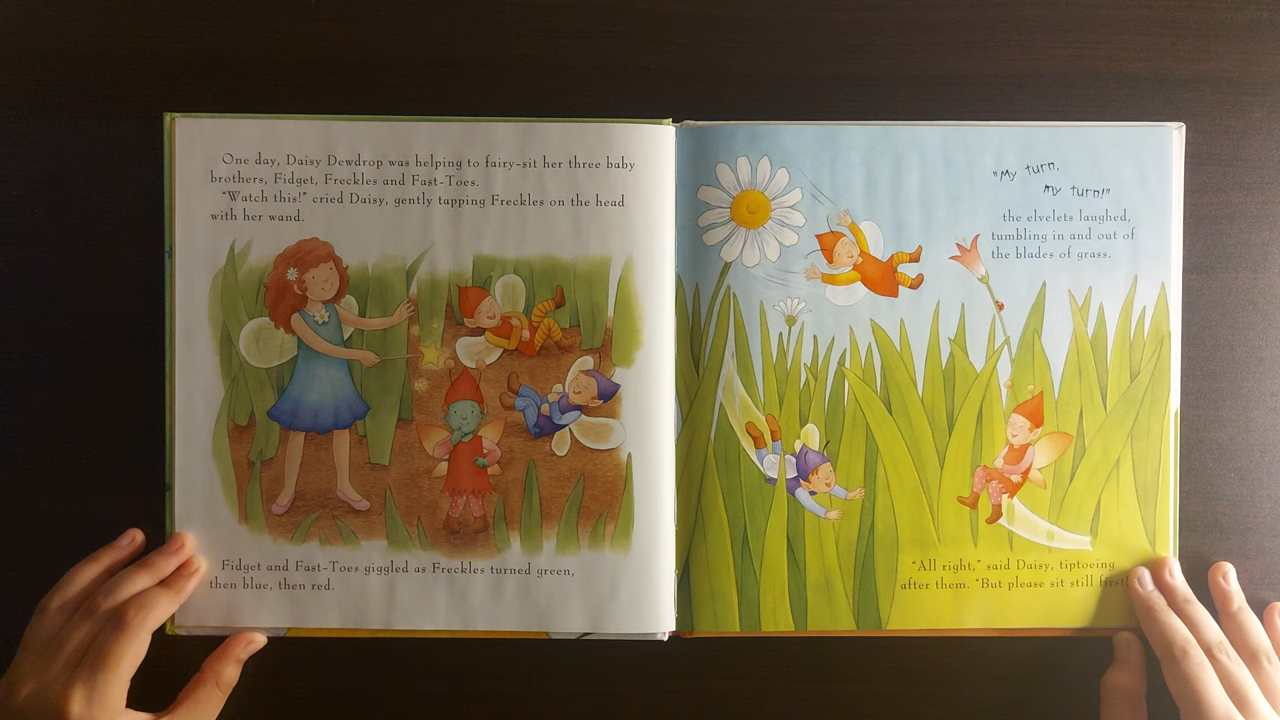 One day, Daisy Dewdrop was helping to fairy-sit her three baby
brothers, Fidget, Freckles and Fast-Toes.
“Watch this!” cried Daisy, gently tapping Freckles on the head
with her wand.
Fidget and Fast-Toes giggled as Freckles turned green,
then blue, then red.
“My turn,
my turn!”
the elvelets laughed,
tumbling in and out of
the blades of grass.
“All right,” said Daisy, tiptoeing
after them. “But please sit still first!